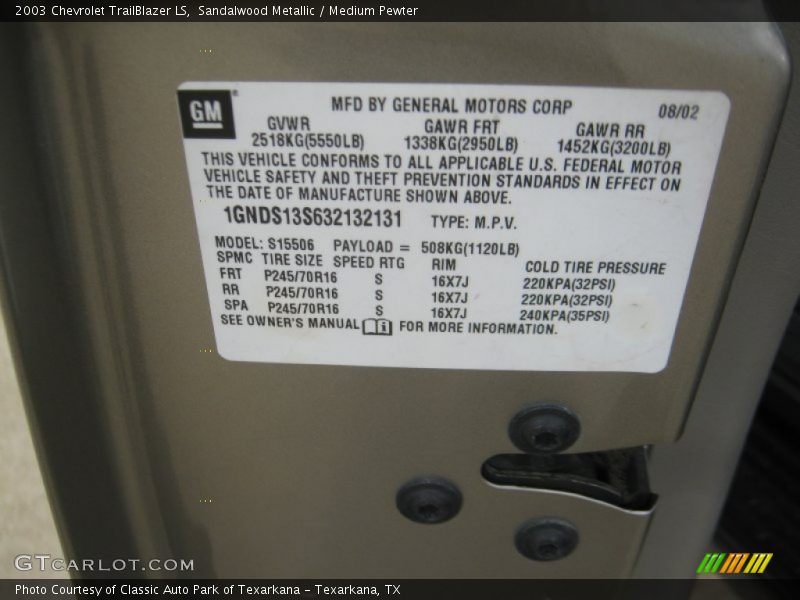 2003 Chevrolet TrailBlazer LS,  Sandalwood Metallic / Medium Pewter
GM
MFD BY GENERAL MOTORS CORP 08/02
GVWR GAWR FRT GAWR RR
2518KG(5550LB) 1338KG(2950LB) 1452KG(3200LB)
THIS VEHICLE CONFORMS TO ALL APPLICABLE U.S. FEDERAL MOTOR
VEHICLE SAFETY AND THEFT PREVENTION STANDARDS IN EFFECT ON
THE DATE OF MANUFACTURE SHOWN ABOVE.
1GNDS13S632132131 TYPE: M.P.V.
MODEL: S15506 PAYLOAD = 508KG(1120LB)
SPMC TIRE SIZE SPEED RTG RIM COLD TIRE PRESSURE
FRT P245/70R16 S 16X7J 220KPA(32PSI)
RR P245/70R16 S 16X7J 220KPA(32PSI)
SPA P245/70R16 S 16X7J 240KPA(35PSI)
SEE OWNER'S MANUAL FOR MORE INFORMATION.
GTCARLOT.COM
Photo Courtesy of Classic Auto Park of Texarkana - Texarkana, TX